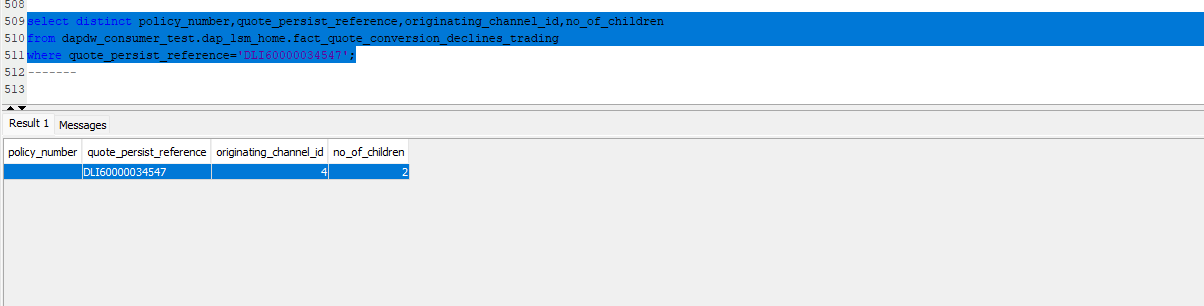 508
509 select distinct policy_number,quote_persist_reference,originating_channel_id,no_of_children
510 from dapdw_consumer_test.dap_lsm_home.fact_quote_conversion_declines_trading
511 where quote_persist_reference='DLI60000034547';
512 -------
513
Result 1 Messages
policy_number quote_persist_reference originating_channel_id no_of_children
DLI60000034547 4 2